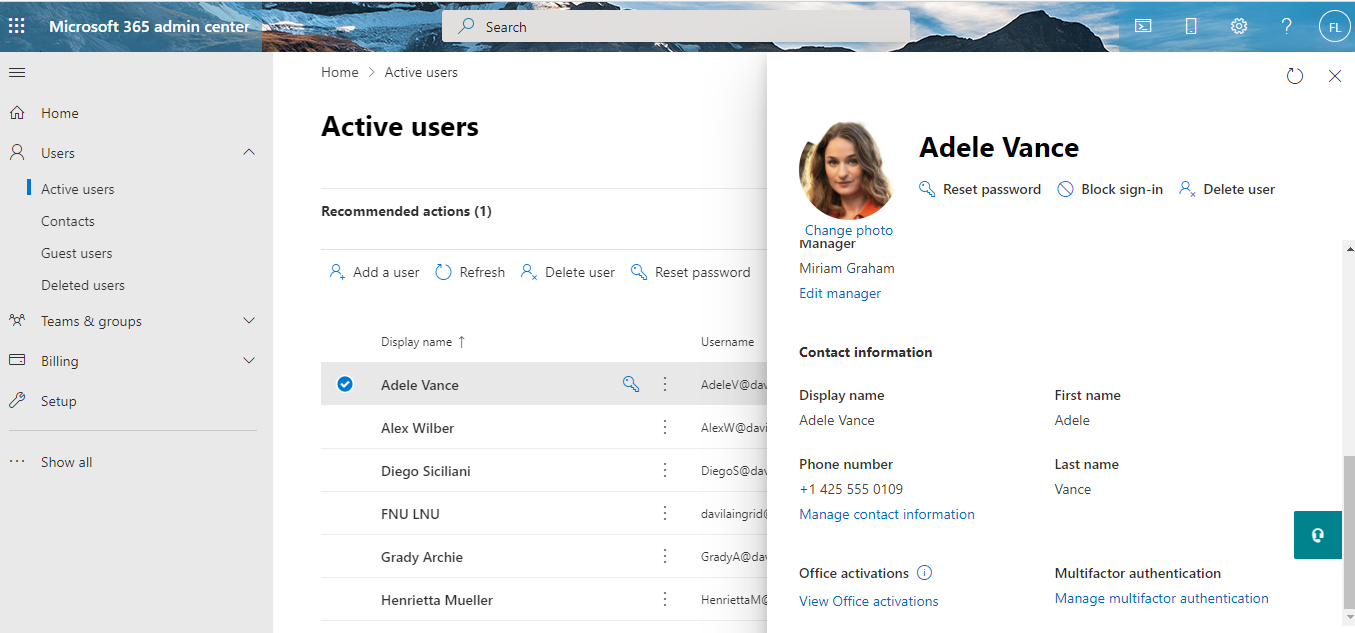 Microsoft 365 admin center
Search
FL
Home
Users
Active users
Contacts
Guest users
Deleted users
Teams & groups
Billing
Setup
Show all
Home > Active users
Active users
Recommended actions (1)
Add a user Refresh Delete user Reset password
Display name ↑ Username
Adele Vance AdeleV@dav
Alex Wilber AlexW@davi
Diego Siciliani DiegoS@dav
FNU LNU davilaingrid@
Grady Archie GradyA@dav
Henrietta Mueller HenriettaM@
Adele Vance
Reset password Block sign-in Delete user
Change photo
Manager
Miriam Graham
Edit manager
Contact information
Display name First name
Adele Vance Adele
Phone number Last name
+1 425 555 0109 Vance
Manage contact information
Office activations Multifactor authentication
View Office activations Manage multifactor authentication